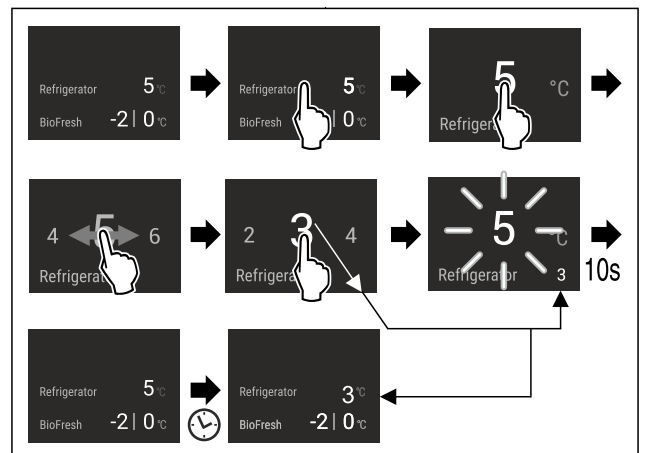 Refrigerator 5°C
BioFresh -2| 0°C
Refrigerator 5°C
BioFresh | 0°C
5 °C
Refriger
4 5 6
Refrigerat
2 3 4
Refrigera
5 °C
Refrigerator 3
10s
Refrigerator 5°C
BioFresh -2| 0°C
Refrigerator 3°C
BioFresh -2| 0°C